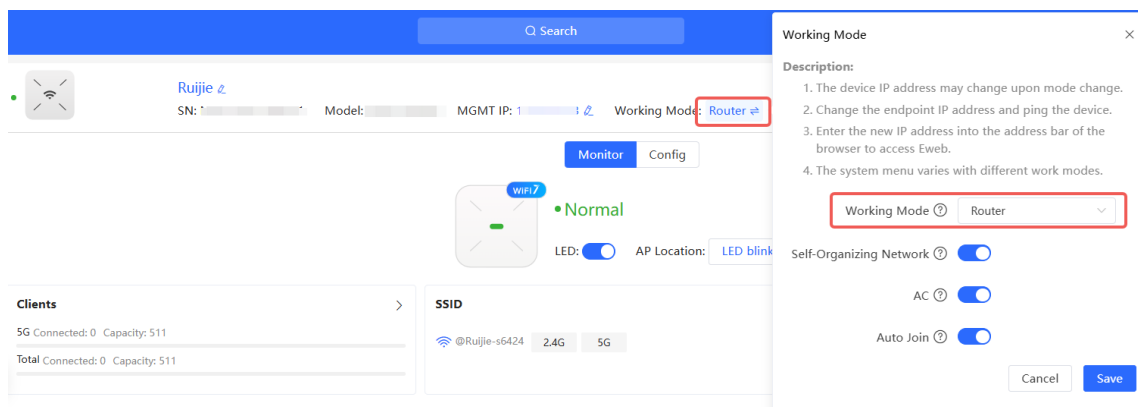 Search
Ruijie
SN: Model: MGMT IP: 1 Working Mode: Router
Monitor Config
WIFI7
Normal
LED: AP Location: LED blink
Clients
5G Connected: 0 Capacity: 511
Total Connected: 0 Capacity: 511
SSID
@Ruijie-s6424 2.4G 5G
Working Mode
Description:
1. The device IP address may change upon mode change.
2. Change the endpoint IP address and ping the device.
3. Enter the new IP address into the address bar of the
browser to access Eweb.
4. The system menu varies with different work modes.
Working Mode ? Router
Self-Organizing Network ?
AC ?
Auto Join ?
Cancel Save